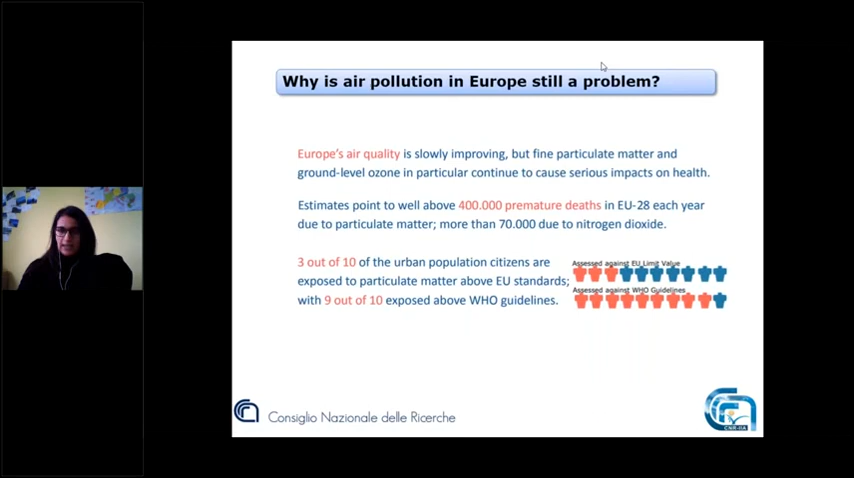 Why is air pollution in Europe still a problem?
Europe's air quality is slowly improving, but fine particulate matter and
ground-level ozone in particular continue to cause serious impacts on health.
Estimates point to well above 400.000 premature deaths in EU-28 each year
due to particulate matter; more than 70.000 due to nitrogen dioxide.
3 out of 10 of the urban population citizens are
exposed to particulate matter above EU standards;
with 9 out of 10 exposed above WHO guidelines.
Assessed against EU Limit Value
Assessed against WHO Guidelines
Consiglio Nazionale delle Ricerche
CNR-IIA